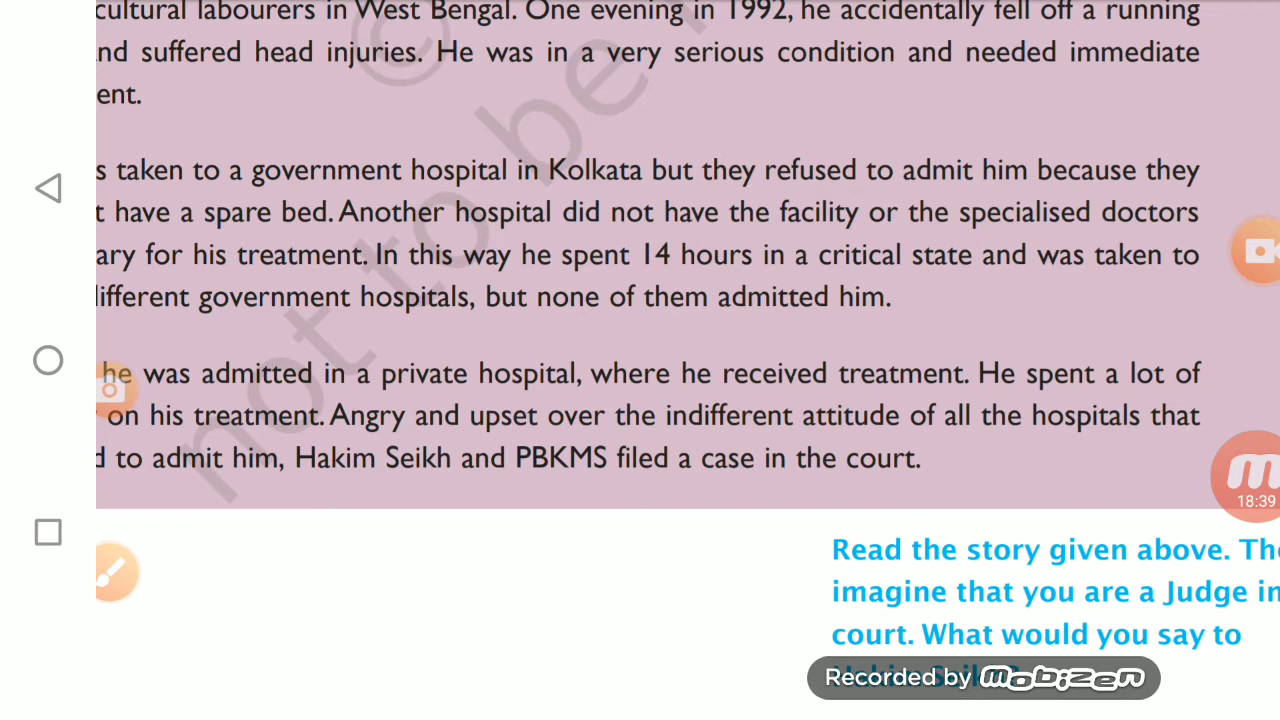 cultural labourers in West Bengal. One evening in 1992, he accidentally fell off a running
nd suffered head injuries. He was in a very serious condition and needed immediate
ent.
s taken to a government hospital in Kolkata but they refused to admit him because they
t have a spare bed. Another hospital did not have the facility or the specialised doctors
ary for his treatment. In this way he spent 14 hours in a critical state and was taken to
ifferent government hospitals, but none of them admitted him.
he was admitted in a private hospital, where he received treatment. He spent a lot of
on his treatment. Angry and upset over the indifferent attitude of all the hospitals that
d to admit him, Hakim Seikh and PBKMS filed a case in the court.
© not to be
18:39
Read the story given above. The
imagine that you are a Judge in
court. What would you say to
Recorded by mobizen